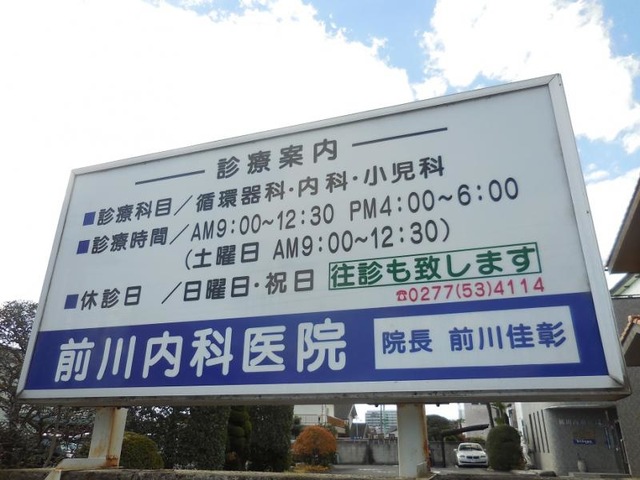 診療案内
■診療科目／循環器科・内科・小児科
■診療時間／AM9:00～12:30 PM4:00～6:00
(土曜日 AM9:00～12:30)
■休診日 ／日曜日・祝日
往診も致します
☎0277(53)4114
前川内科医院
院長 前川佳彰